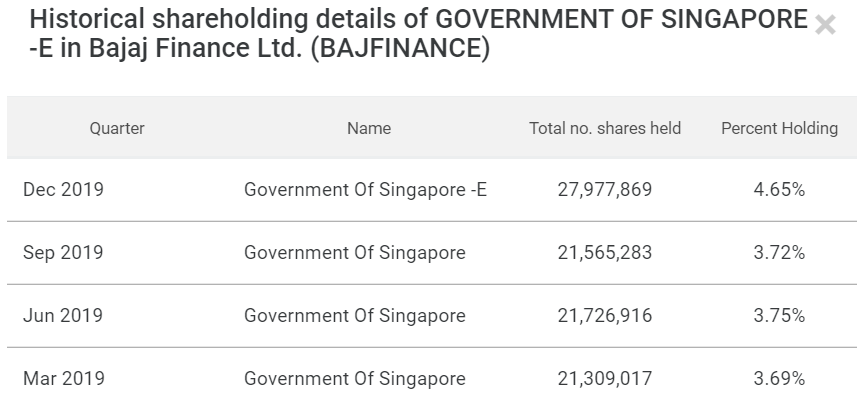 Historical shareholding details of GOVERNMENT OF SINGAPORE
-E in Bajaj Finance Ltd. (BAJFINANCE)
Quarter Name Total no. shares held Percent Holding
Dec 2019 Government Of Singapore -E 27,977,869 4.65%
Sep 2019 Government Of Singapore 21,565,283 3.72%
Jun 2019 Government Of Singapore 21,726,916 3.75%
Mar 2019 Government Of Singapore 21,309,017 3.69%